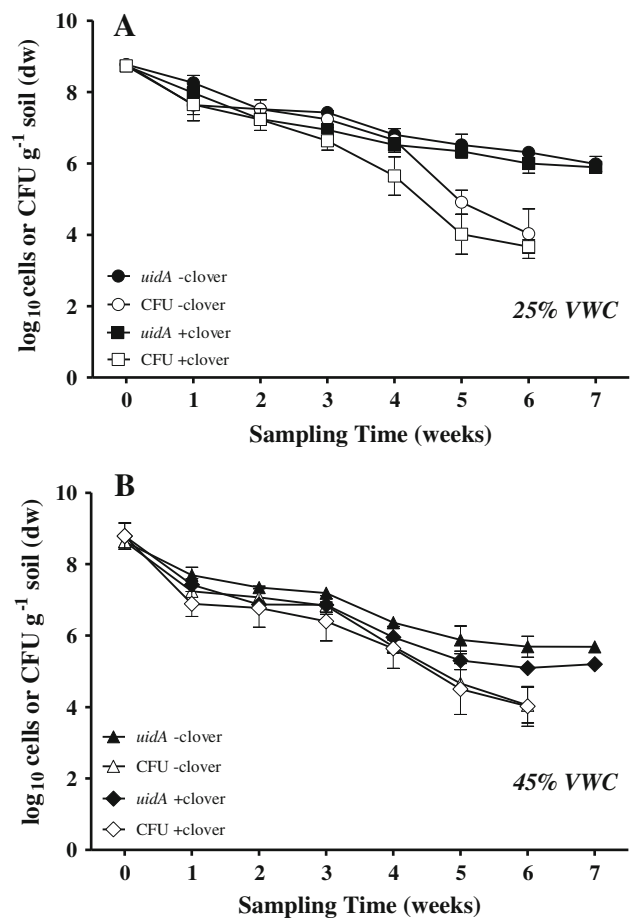 A
log₁₀ cells or CFU g⁻¹ soil (dw)
10
8
6
4
2
0
uidA -clover
CFU -clover
uidA +clover
CFU +clover
25% VWC
0 1 2 3 4 5 6 7
Sampling Time (weeks)
B
log₁₀ cells or CFU g⁻¹ soil (dw)
10
8
6
4
2
0
uidA -clover
CFU -clover
uidA +clover
CFU +clover
45% VWC
0 1 2 3 4 5 6 7
Sampling Time (weeks)